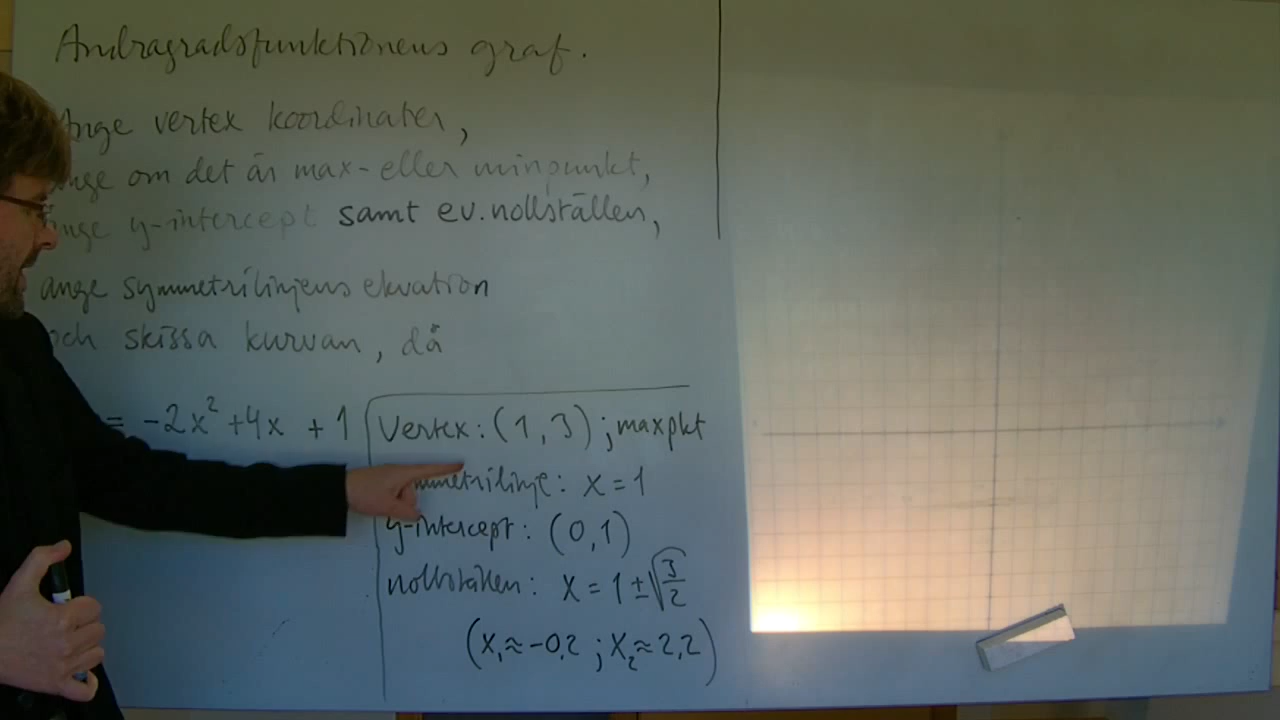 Andragradsfunktionens graf.
Ange vertex koordinater,
ange om det är max- eller minpunkt,
ange y-intercept samt ev. nollställen,
ange symmetrilinjens ekvation
och skissa kurvan, då
= -2x² + 4x + 1
Vertex: (1, 3) ; maxpkt
mmetrilinje: x = 1
y-intercept: (0,1)
nollställen: x = 1 ± √(3/2)
(x₁ ≈ -0,2 ; x₂ ≈ 2,2)